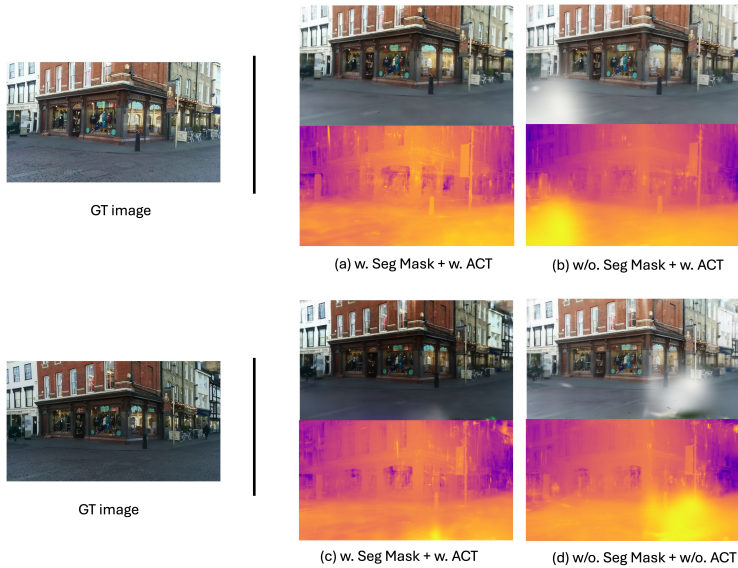 GT image
(a) w. Seg Mask + w. ACT
(b) w/o. Seg Mask + w. ACT
GT image
(c) w. Seg Mask + w. ACT
(d) w/o. Seg Mask + w/o. ACT